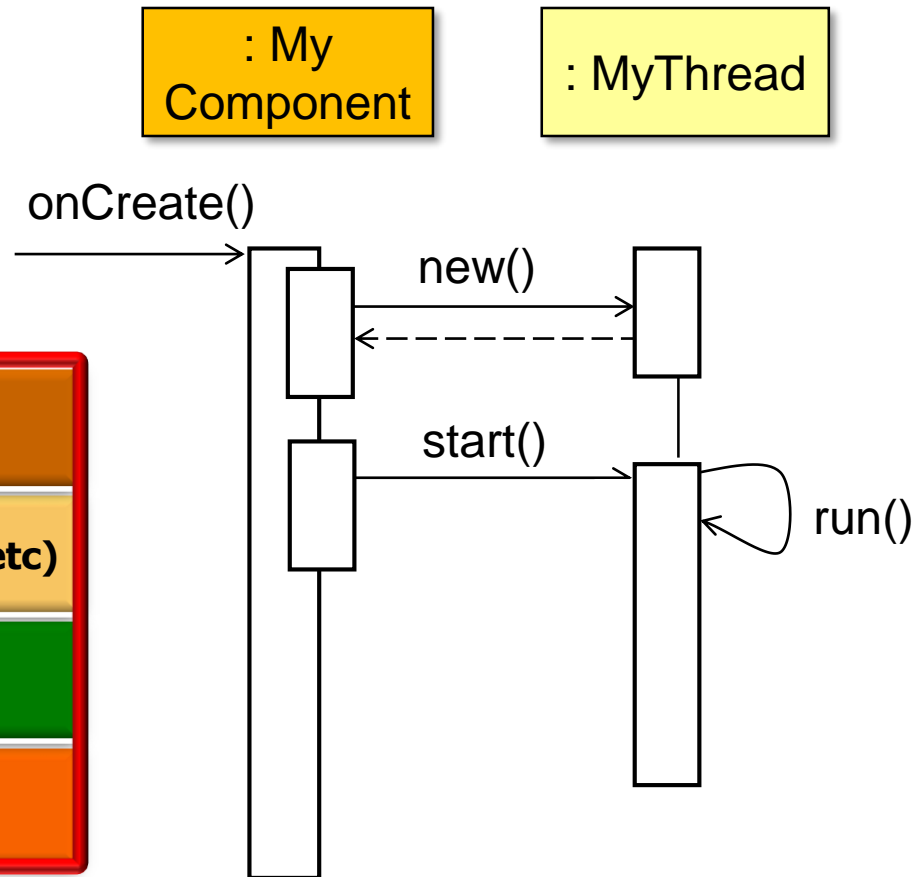 : My
Component
: MyThread
onCreate()
new()
start()
run()
etc)